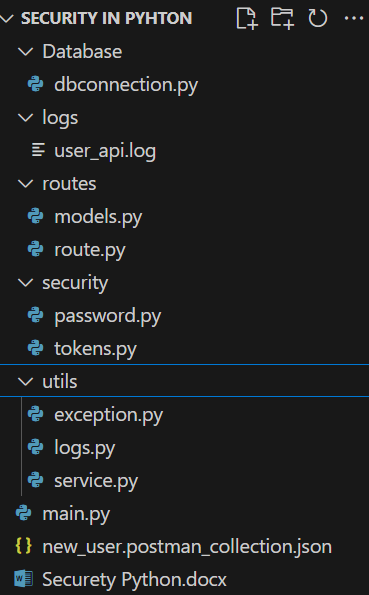 SECURITY IN PYHTON
Database
dbconnection.py
logs
user_api.log
routes
models.py
route.py
security
password.py
tokens.py
utils
exception.py
logs.py
service.py
main.py
new_user.postman_collection.json
Securety Python.docx